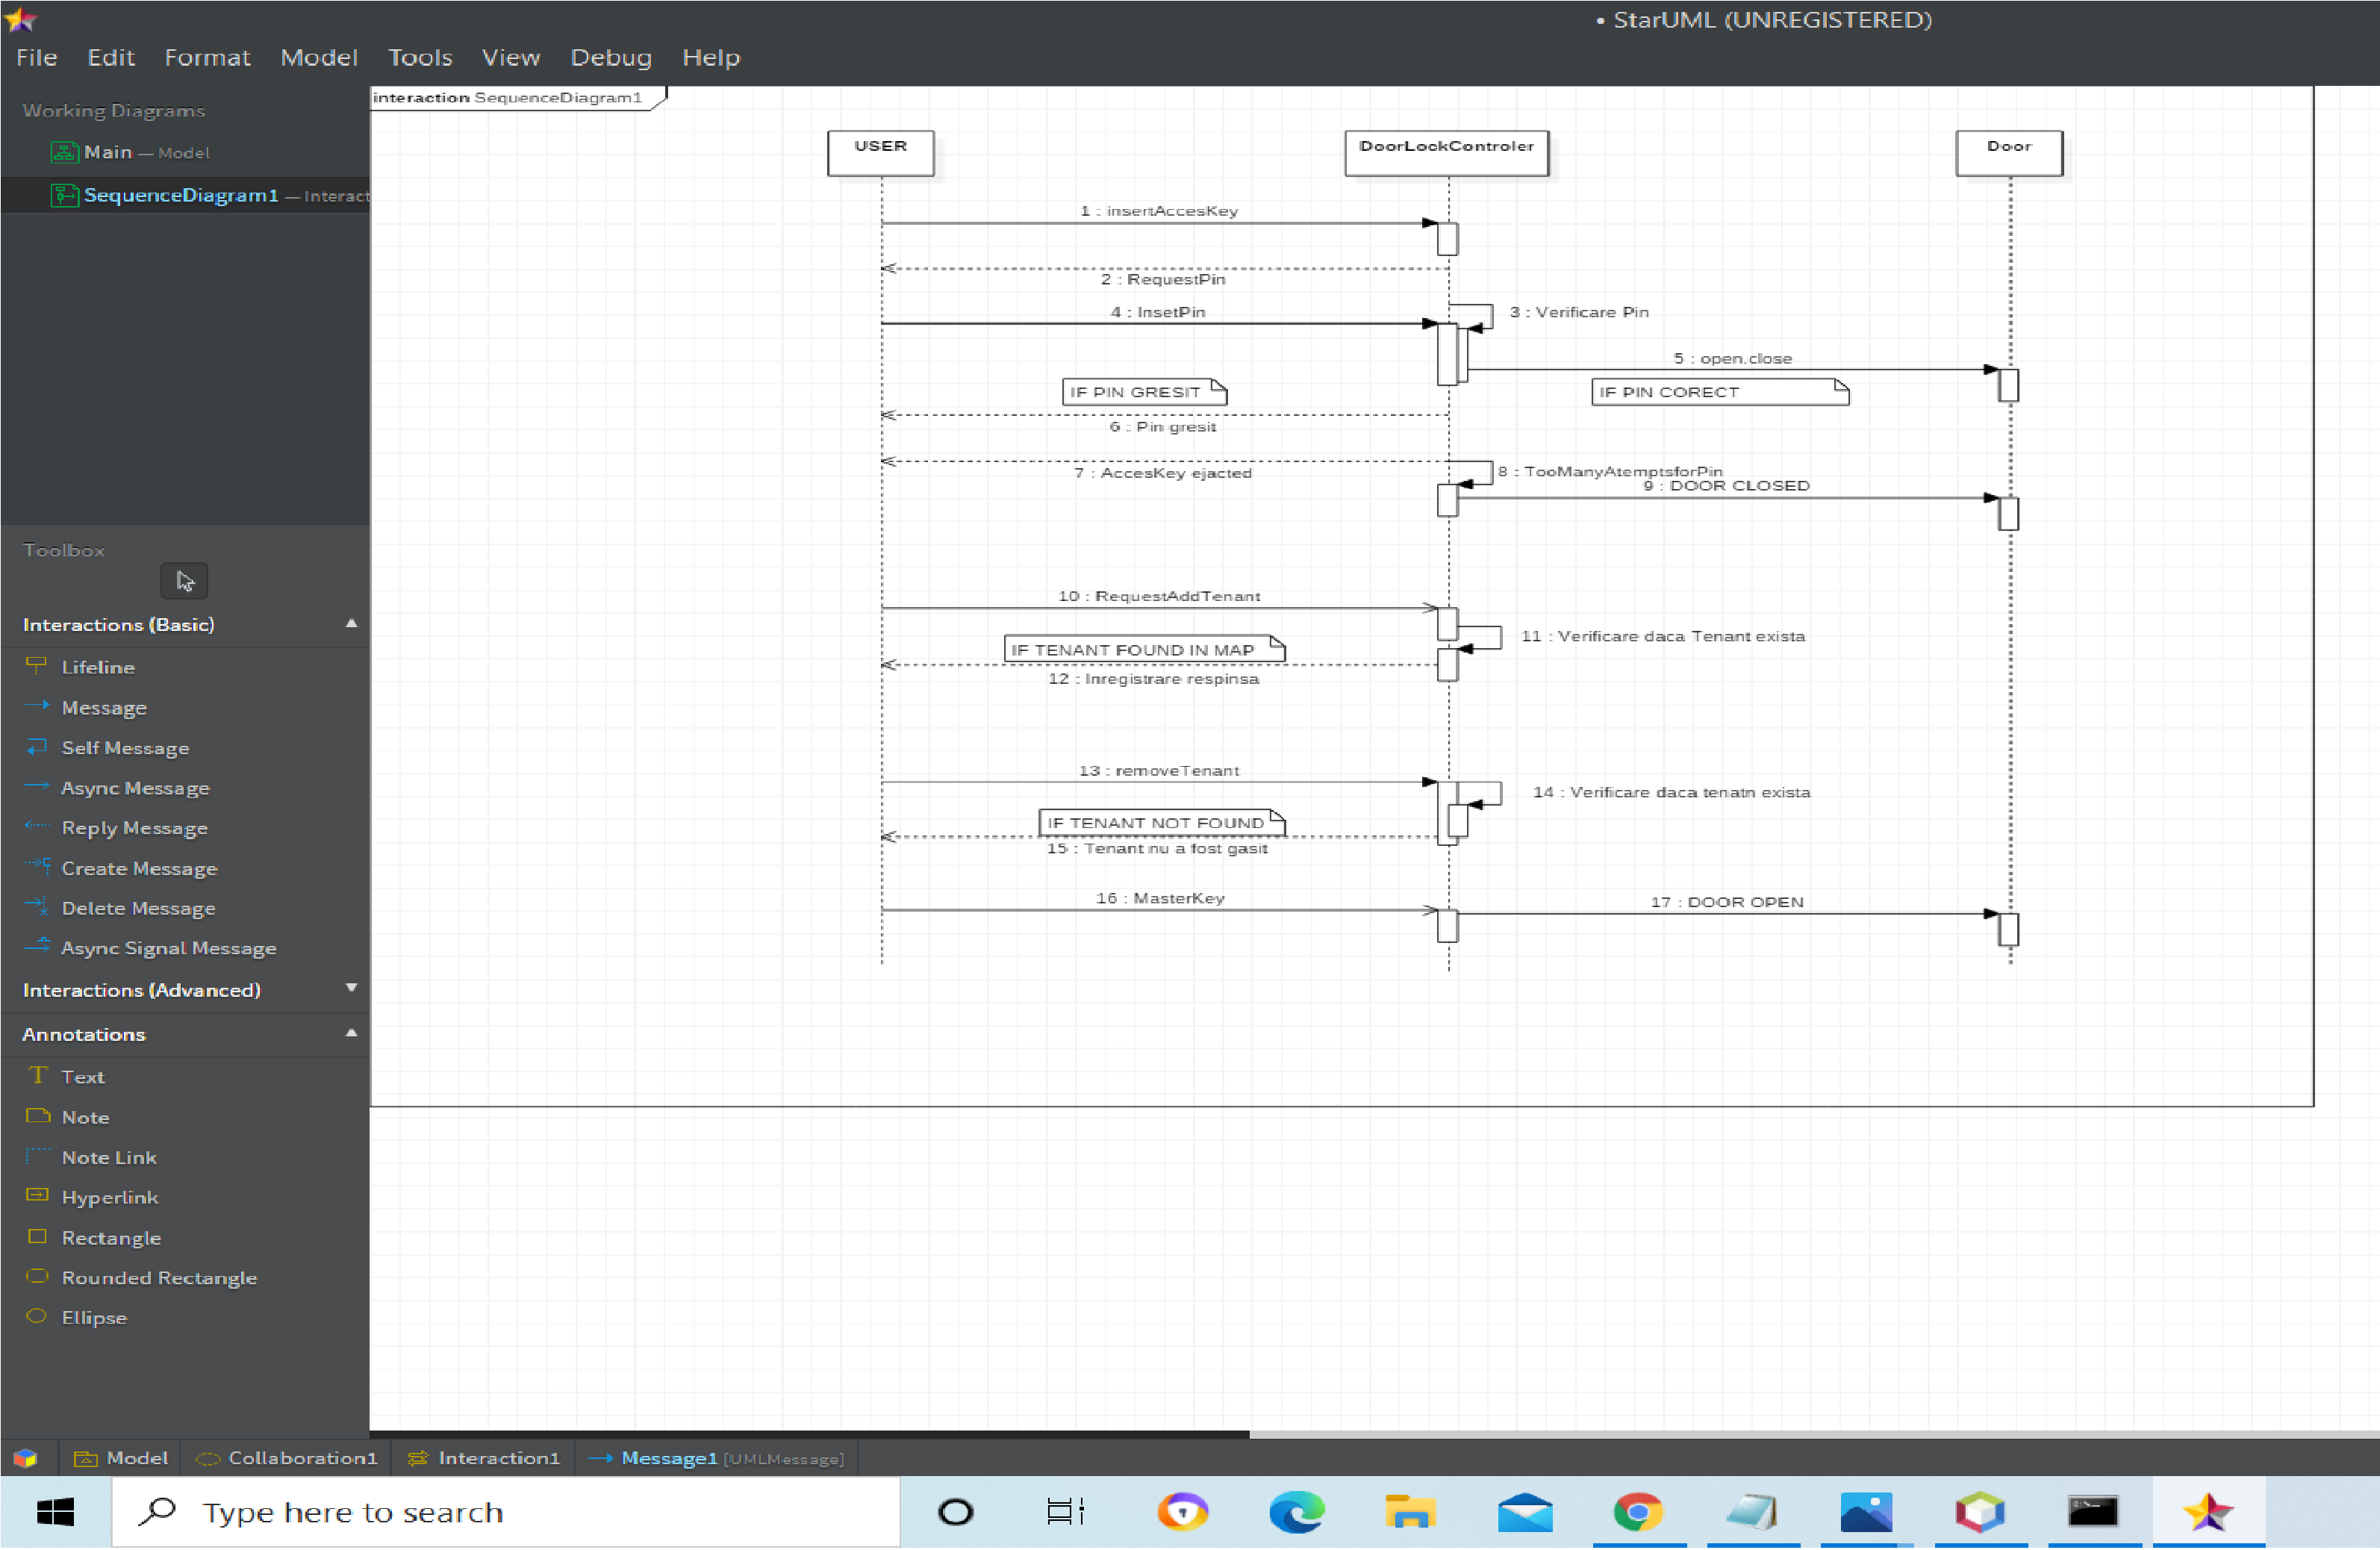 • StarUML (UNREGISTERED)
File Edit Format Model Tools View Debug Help
Working Diagrams
Main — Model
SequenceDiagram1 — Interact
Toolbox
Interactions (Basic)
Lifeline
Message
Self Message
Async Message
Reply Message
Create Message
Delete Message
Async Signal Message
Interactions (Advanced)
Annotations
Text
Note
Note Link
Hyperlink
Rectangle
Rounded Rectangle
Ellipse
interaction SequenceDiagram1
USER
DoorLockControler
Door
1 : insertAccesKey
2 : RequestPin
4 : InsetPin
3 : Verificare Pin
5 : open.close
IF PIN GRESIT
IF PIN CORECT
6 : Pin gresit
7 : AccesKey ejacted
8 : TooManyAtemptsforPin
9 : DOOR CLOSED
10 : RequestAddTenant
11 : Verificare daca Tenant exista
IF TENANT FOUND IN MAP
12 : Inregistrare respinsa
13 : removeTenant
14 : Verificare daca tenatn exista
IF TENANT NOT FOUND
15 : Tenant nu a fost gasit
16 : MasterKey
17 : DOOR OPEN
Model Collaboration1 Interaction1 Message1 [UMLMessage]
Type here to search